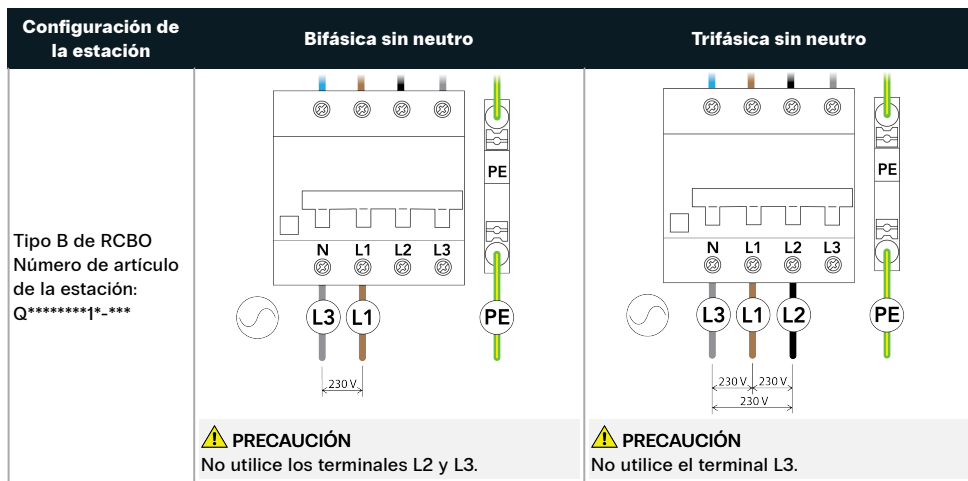 Configuración de
la estación
Bifásica sin neutro
Trifásica sin neutro
Tipo B de RCBO
Número de artículo
de la estación:
Q********1*-***
PE
N L1 L2 L3
L3 L1 PE
230 V
PRECAUCIÓN
No utilice los terminales L2 y L3.
PE
N L1 L2 L3
L3 L1 L2 PE
230 V 230 V
230 V
PRECAUCIÓN
No utilice el terminal L3.